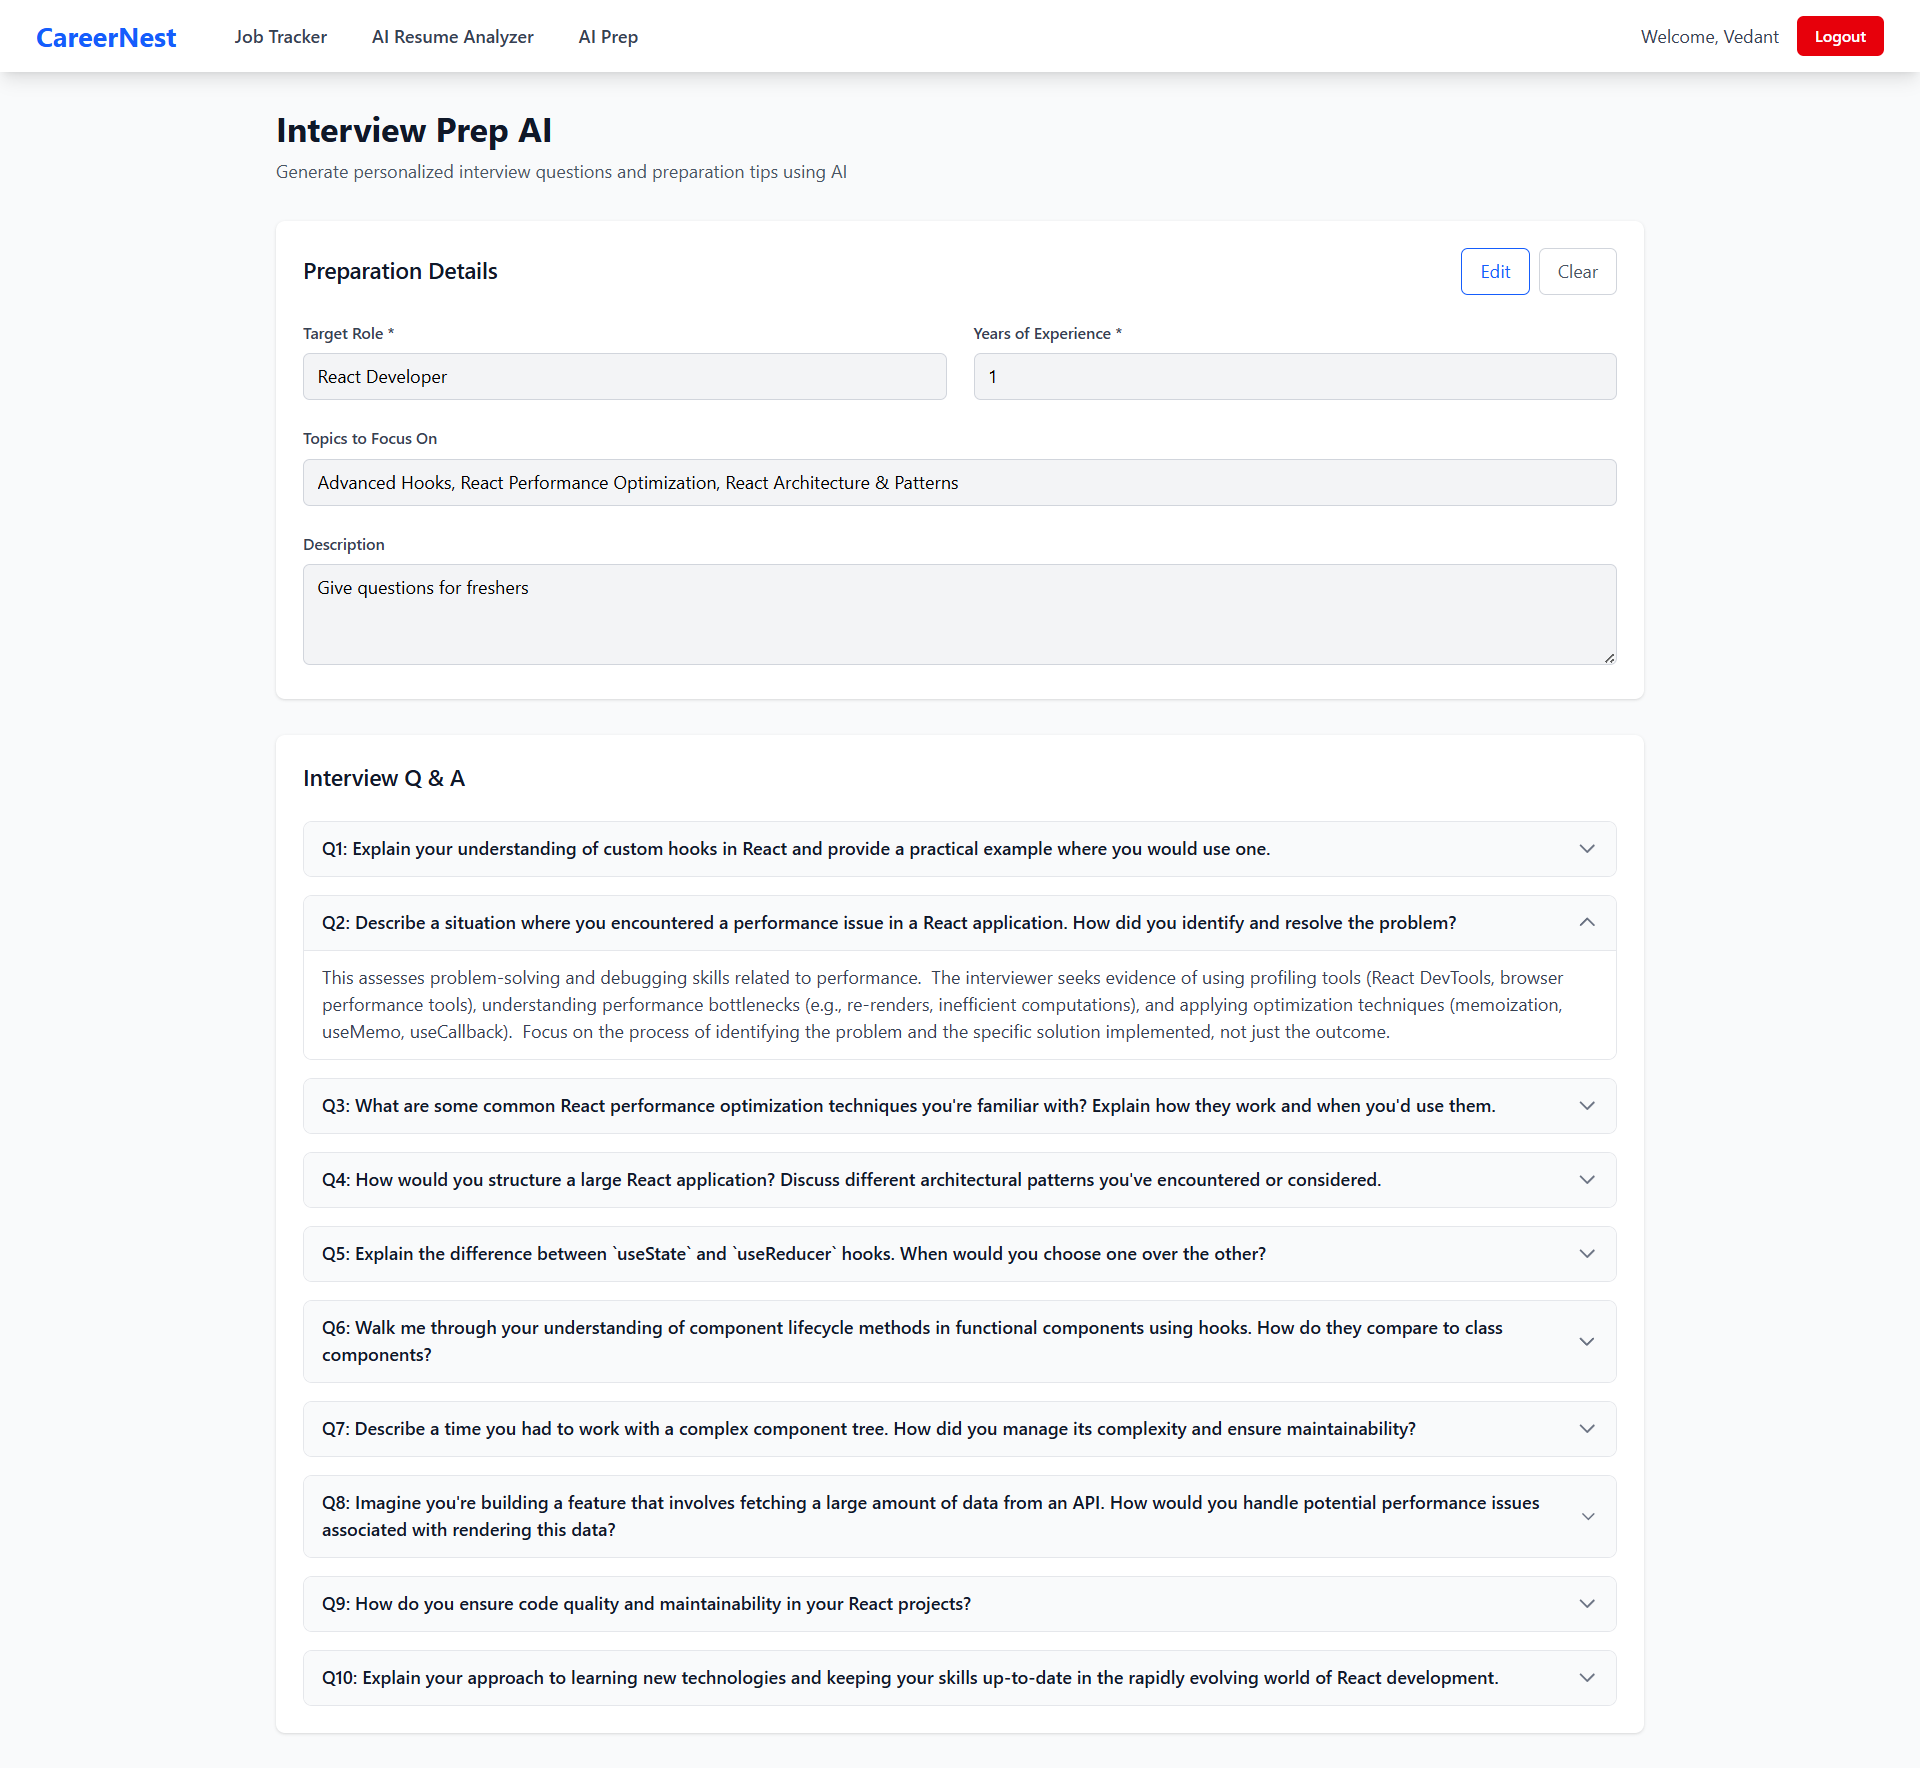 CareerNest
Job Tracker
AI Resume Analyzer
AI Prep
Welcome, Vedant
Logout
Interview Prep AI
Generate personalized interview questions and preparation tips using AI
Preparation Details
Edit
Clear
Target Role *
Years of Experience *
React Developer
1
Topics to Focus On
Advanced Hooks, React Performance Optimization, React Architecture & Patterns
Description
Give questions for freshers
Interview Q & A
Q1: Explain your understanding of custom hooks in React and provide a practical example where you would use one.
Q2: Describe a situation where you encountered a performance issue in a React application. How did you identify and resolve the problem?
This assesses problem-solving and debugging skills related to performance.  The interviewer seeks evidence of using profiling tools (React DevTools, browser
performance tools), understanding performance bottlenecks (e.g., re-renders, inefficient computations), and applying optimization techniques (memoization,
useMemo, useCallback).  Focus on the process of identifying the problem and the specific solution implemented, not just the outcome.
Q3: What are some common React performance optimization techniques you're familiar with? Explain how they work and when you'd use them.
Q4: How would you structure a large React application? Discuss different architectural patterns you've encountered or considered.
Q5: Explain the difference between `useState` and `useReducer` hooks. When would you choose one over the other?
Q6: Walk me through your understanding of component lifecycle methods in functional components using hooks. How do they compare to class
components?
Q7: Describe a time you had to work with a complex component tree. How did you manage its complexity and ensure maintainability?
Q8: Imagine you're building a feature that involves fetching a large amount of data from an API. How would you handle potential performance issues
associated with rendering this data?
Q9: How do you ensure code quality and maintainability in your React projects?
Q10: Explain your approach to learning new technologies and keeping your skills up-to-date in the rapidly evolving world of React development.